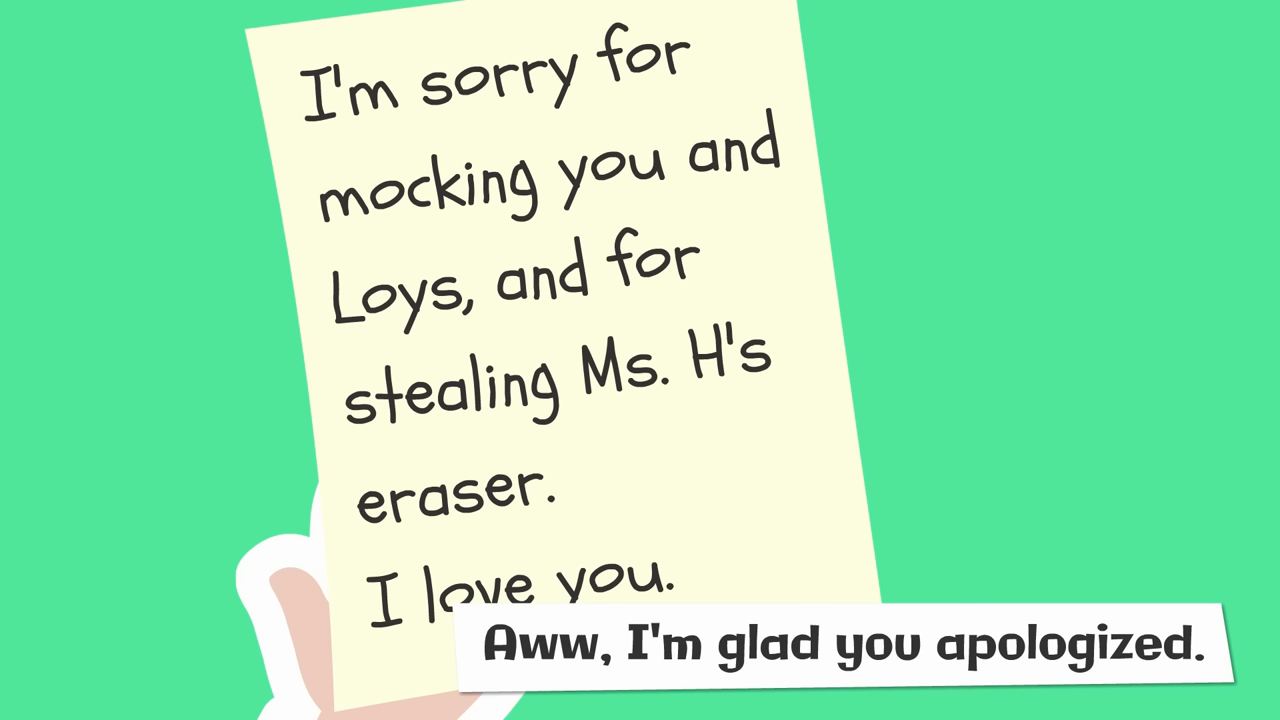 I'm sorry for
mocking you and
Loys, and for
stealing Ms. H's
eraser.
I love you.
Aww, I'm glad you apologized.